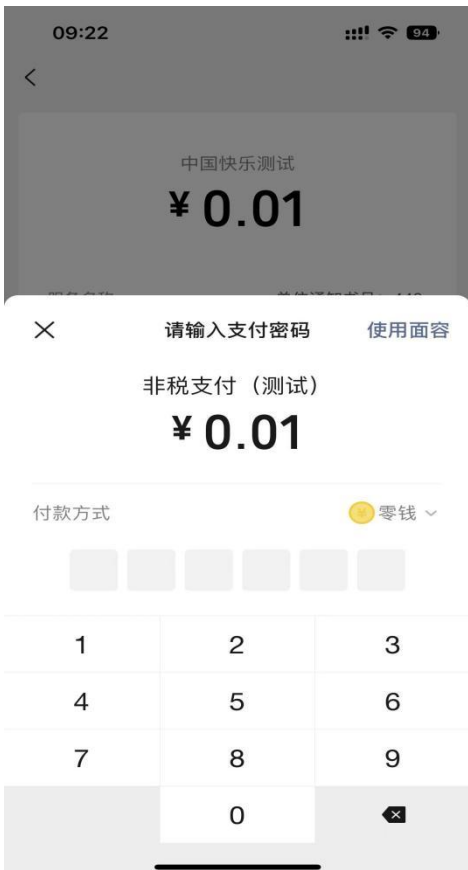 09:22
94
中国快乐测试
¥ 0.01
请输入支付密码 使用面容
非税支付（测试）
¥ 0.01
付款方式 零钱
1 2 3
4 5 6
7 8 9
0